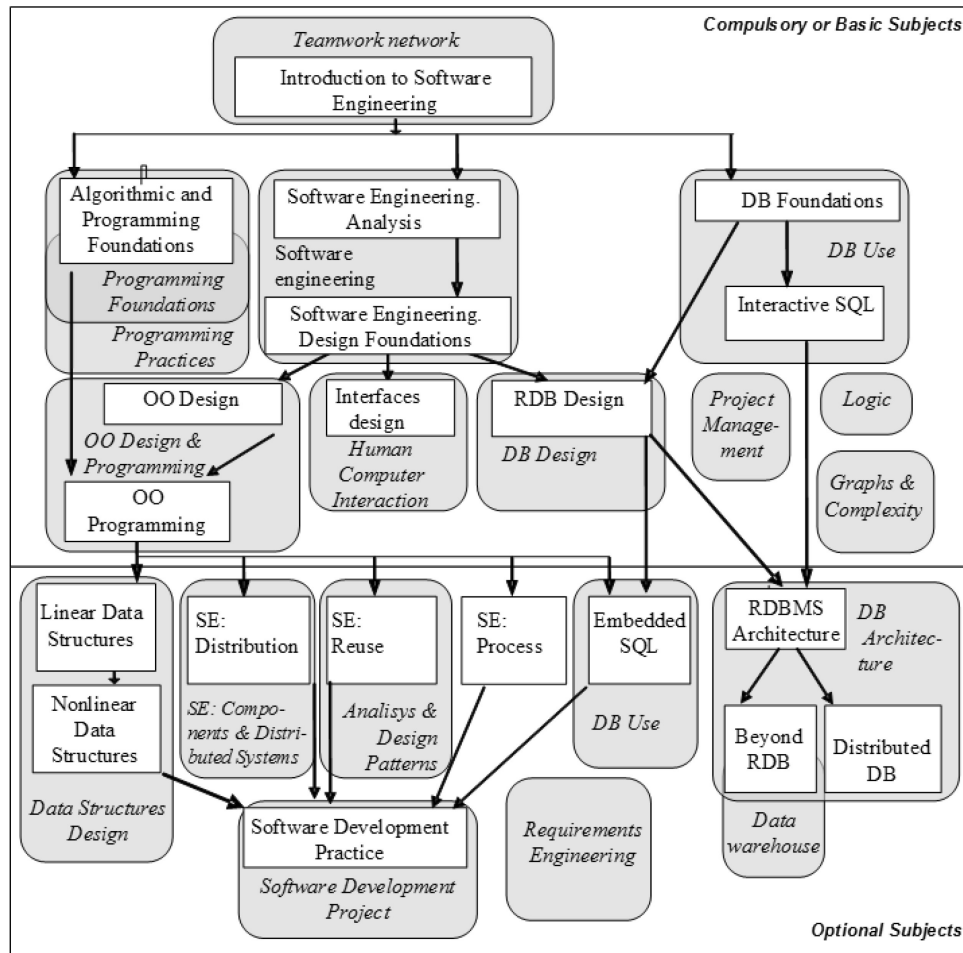 Compulsory or Basic Subjects
Teamwork network
Introduction to Software
Engineering
Algorithmic and
Programming
Foundations
Programming
Foundations
Programming
Practices
Software Engineering.
Analysis
Software
engineering
Software Engineering.
Design Foundations
DB Foundations
DB Use
Interactive SQL
OO Design
OO Design &
Programming
OO
Programming
Interfaces
design
Human
Computer
Interaction
RDB Design
DB Design
Project
Manage-
ment
Logic
Graphs &
Complexity
Linear Data
Structures
Nonlinear
Data
Structures
Data Structures
Design
SE:
Distribution
SE: Compo-
nents & Distri-
buted Systems
SE:
Reuse
Analisys &
Design
Patterns
SE:
Process
Embedded
SQL
DB Use
RDBMS
Architecture
DB
Architec-
ture
Beyond
RDB
Distributed
DB
Data
warehouse
Software Development
Practice
Software Development
Project
Requirements
Engineering
Optional Subjects